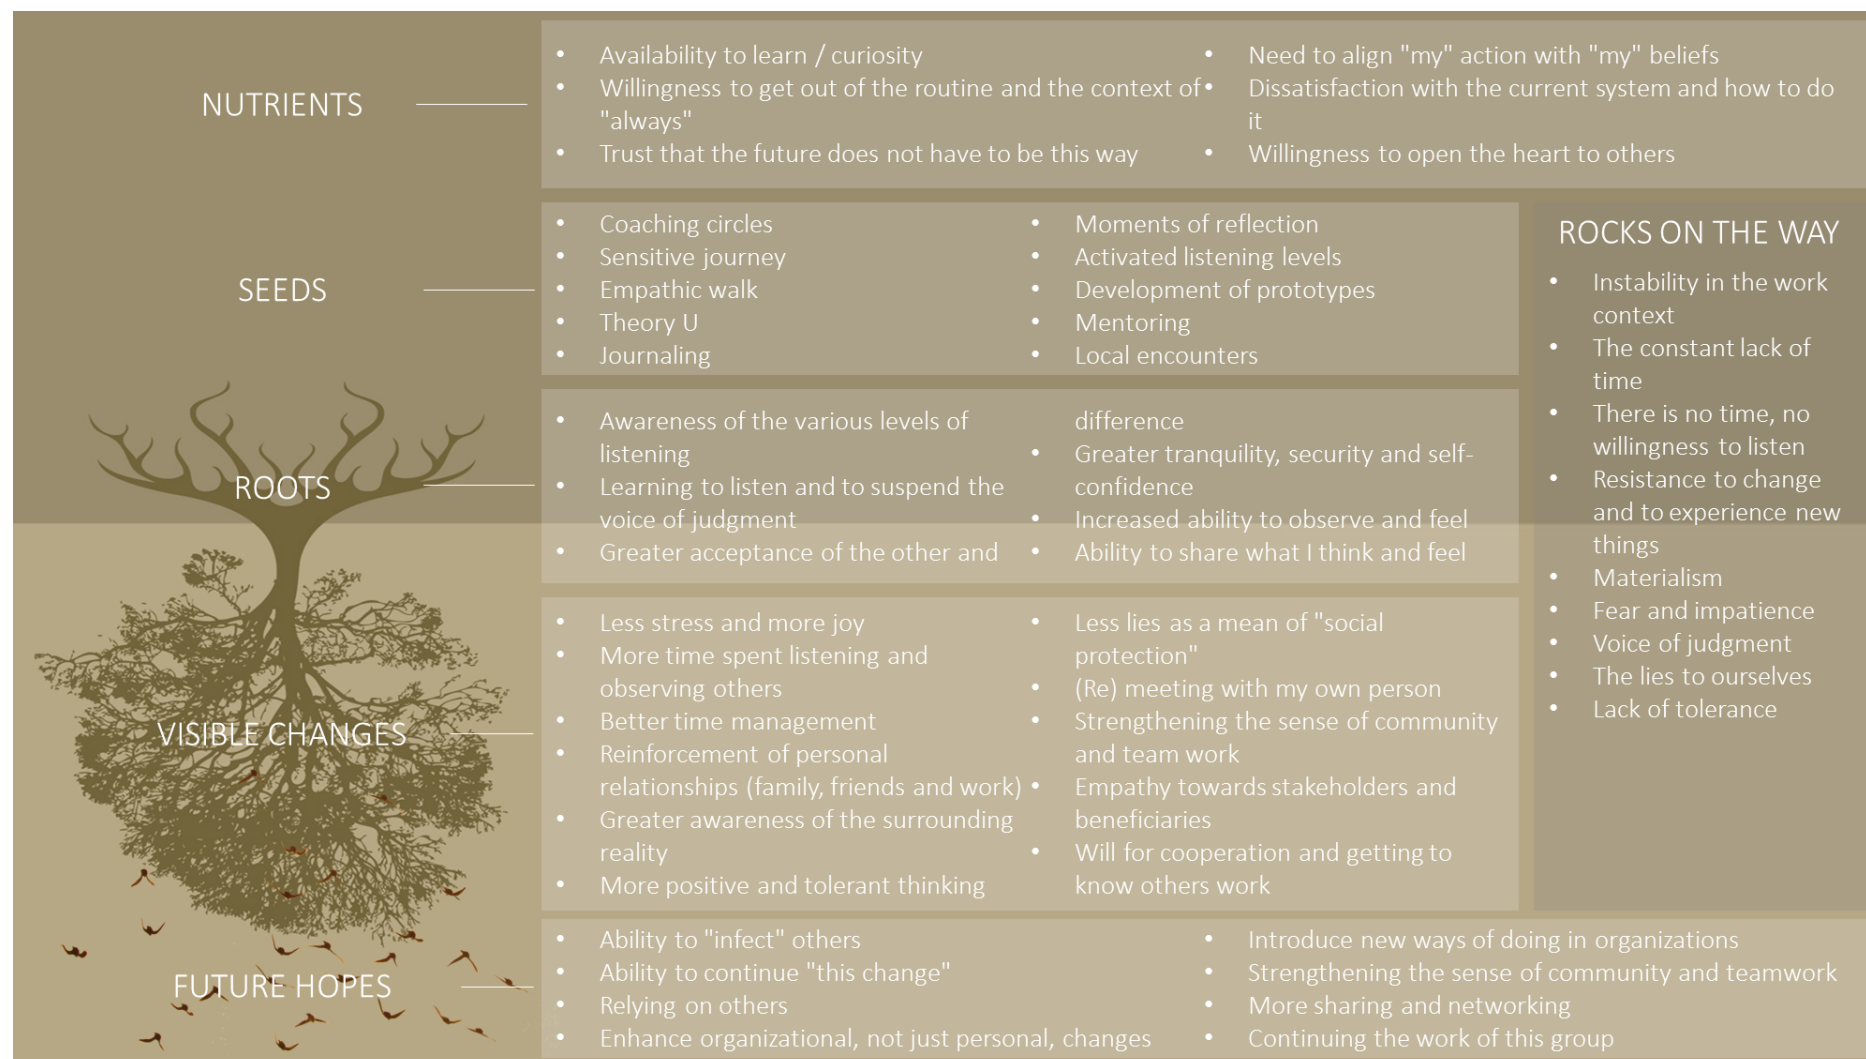 NUTRIENTS
• Availability to learn / curiosity
• Willingness to get out of the routine and the context of
"always"
• Trust that the future does not have to be this way
• Need to align "my" action with "my" beliefs
• Dissatisfaction with the current system and how to do
it
• Willingness to open the heart to others
SEEDS
• Coaching circles
• Sensitive journey
• Empathic walk
• Theory U
• Journaling
• Moments of reflection
• Activated listening levels
• Development of prototypes
• Mentoring
• Local encounters
ROOTS
• Awareness of the various levels of
listening
• Learning to listen and to suspend the
voice of judgment
• Greater acceptance of the other and
difference
• Greater tranquility, security and self-
confidence
• Increased ability to observe and feel
• Ability to share what I think and feel
VISIBLE CHANGES
• Less stress and more joy
• More time spent listening and
observing others
• Better time management
• Reinforcement of personal
relationships (family, friends and work)
• Greater awareness of the surrounding
reality
• More positive and tolerant thinking
• Less lies as a mean of "social
protection"
• (Re) meeting with my own person
• Strengthening the sense of community
and team work
• Empathy towards stakeholders and
beneficiaries
• Will for cooperation and getting to
know others work
ROCKS ON THE WAY
• Instability in the work
context
• The constant lack of
time
• There is no time, no
willingness to listen
• Resistance to change
and to experience new
things
• Materialism
• Fear and impatience
• Voice of judgment
• The lies to ourselves
• Lack of tolerance
FUTURE HOPES
• Ability to "infect" others
• Ability to continue "this change"
• Relying on others
• Enhance organizational, not just personal, changes
• Introduce new ways of doing in organizations
• Strengthening the sense of community and teamwork
• More sharing and networking
• Continuing the work of this group